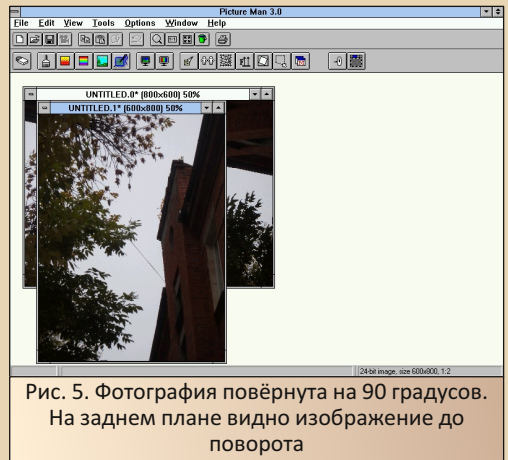 Picture Man 3.0
File Edit View Tools Options Window Help
UNTITLED.0* (800x600) 50%
UNTITLED.1* (600x800) 50%
24-bit image, size 600x800, 1:2
Рис. 5. Фотография повёрнута на 90 градусов.
На заднем плане видно изображение до
поворота